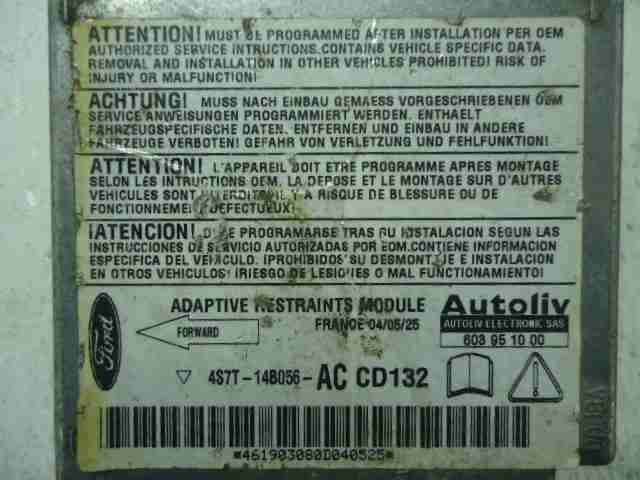 ATTENTION! MUST BE PROGRAMMED AFTER INSTALLATION PER OEM
AUTHORIZED SERVICE INTRUCTIONS.CONTAINS VEHICLE SPECIFIC DATA.
REMOVAL AND INSTALLATION IN OTHER VEHICLES PROHIBITED! RISK OF
INJURY OR MALFUNCTION!
ACHTUNG! MUSS NACH EINBAU GEMAESS VORGESCHRIEBENEN OEM
SERVICE ANWEISUNGEN PROGRAMMIERT WERDEN. ENTHAELT
FAHRZEUGSPEZIFISCHE DATEN. ENTFERNEN UND EINBAU IN ANDERE
FAHRZEUGE VERBOTEN! GEFAHR VON VERLETZUNG UND FEHLFUNKTION!
ATTENTION! L'APPAREIL DOIT ETRE PROGRAMME APRES MONTAGE
SELON LES INTRUCTIONS OEM. LA DEPOSE ET LE MONTAGE SUR D'AUTRES
VEHICULES SONT INTERDIT! IL Y A RISQUE DE BLESSURE OU DE
FONCTIONNEMENT DEFECTUEUX!
¡ATENCION! DEBE PROGRAMARSE TRAS SU INSTALACION SEGUN LAS
INSTRUCCIONES DE SERVICIO AUTORIZADAS POR EOM.CONTIENE INFORMACION
ESPECIFICA DEL VEHICULO. ¡PROHIBIDOS SU DESMONTAJE E INSTALACION
EN OTROS VEHICULOS! ¡RIESGO DE LESIONES O MAL FUNCIONAMIENTO!
Ford
FORWARD
ADAPTIVE RESTRAINTS MODULE
FRANCE 04/05/25
Autoliv
AUTOLIV ELECTRONIC SAS
603 95 10 00
4S7T-14B056-AC CD132
*461903080D040525*